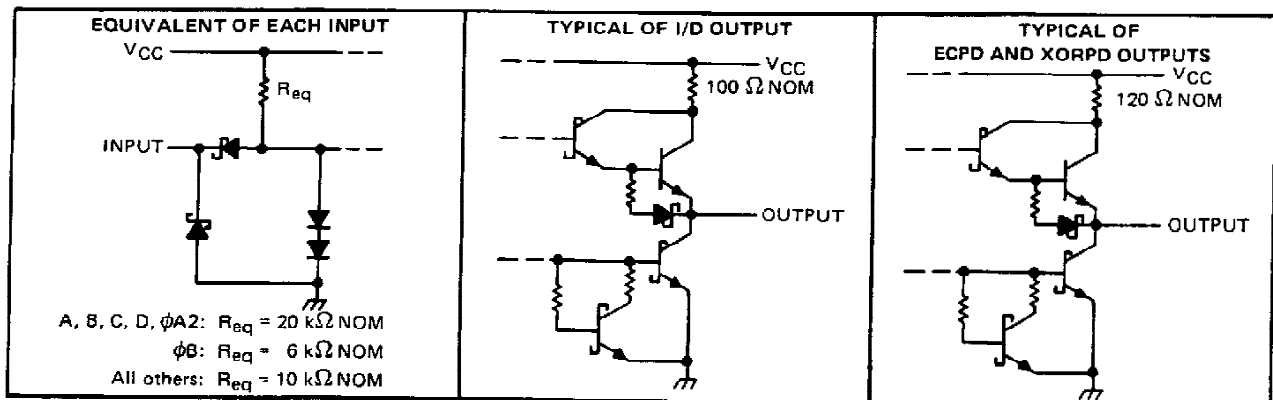 EQUIVALENT OF EACH INPUT
VCC
Req
INPUT
A, B, C, D, ϕA2: Req = 20 kΩ NOM
ϕB: Req = 6 kΩ NOM
All others: Req = 10 kΩ NOM
TYPICAL OF I/D OUTPUT
VCC
100 Ω NOM
OUTPUT
TYPICAL OF
ECPD AND XORPD OUTPUTS
VCC
120 Ω NOM
OUTPUT